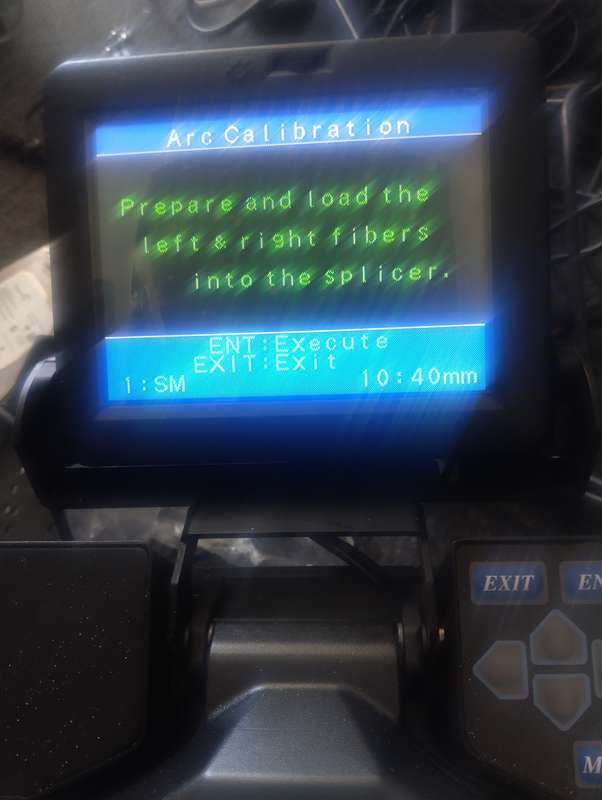 Arc Calibration
Prepare and load the
left & right fibers
into the splicer.
ENT:Execute
EXIT:Exit
1:SM 10:40mm
EXIT